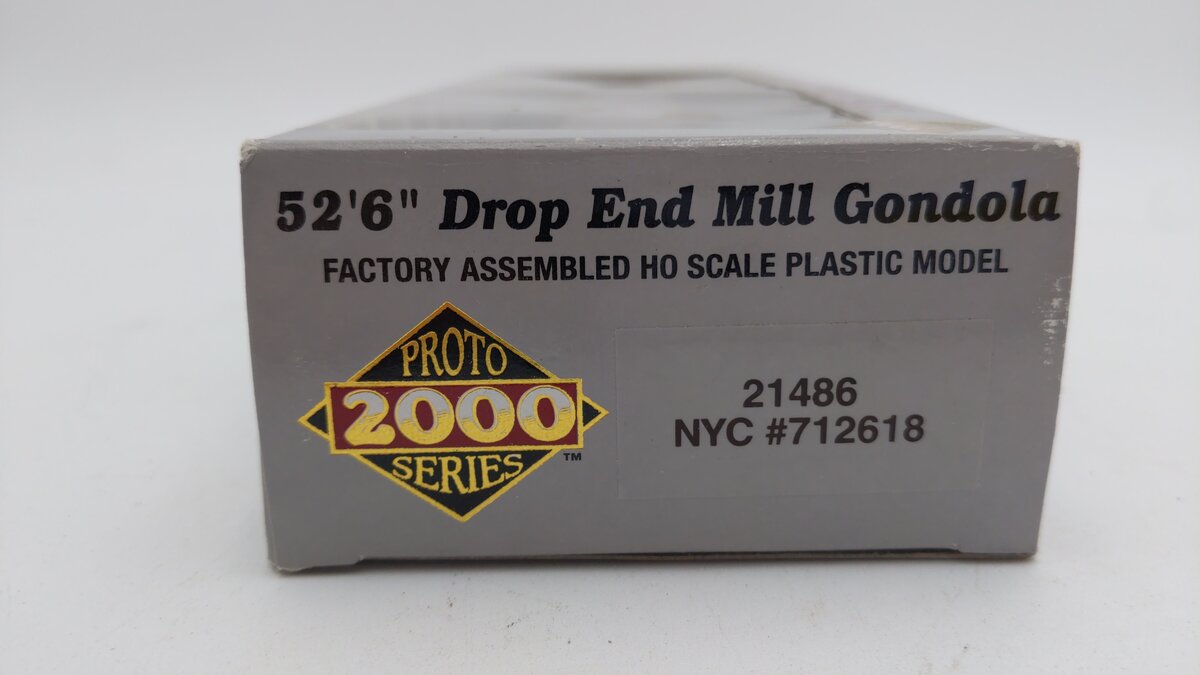 52'6" Drop End Mill Gondola
FACTORY ASSEMBLED HO SCALE PLASTIC MODEL
PROTO
2000
SERIES
TM
21486
NYC #712618